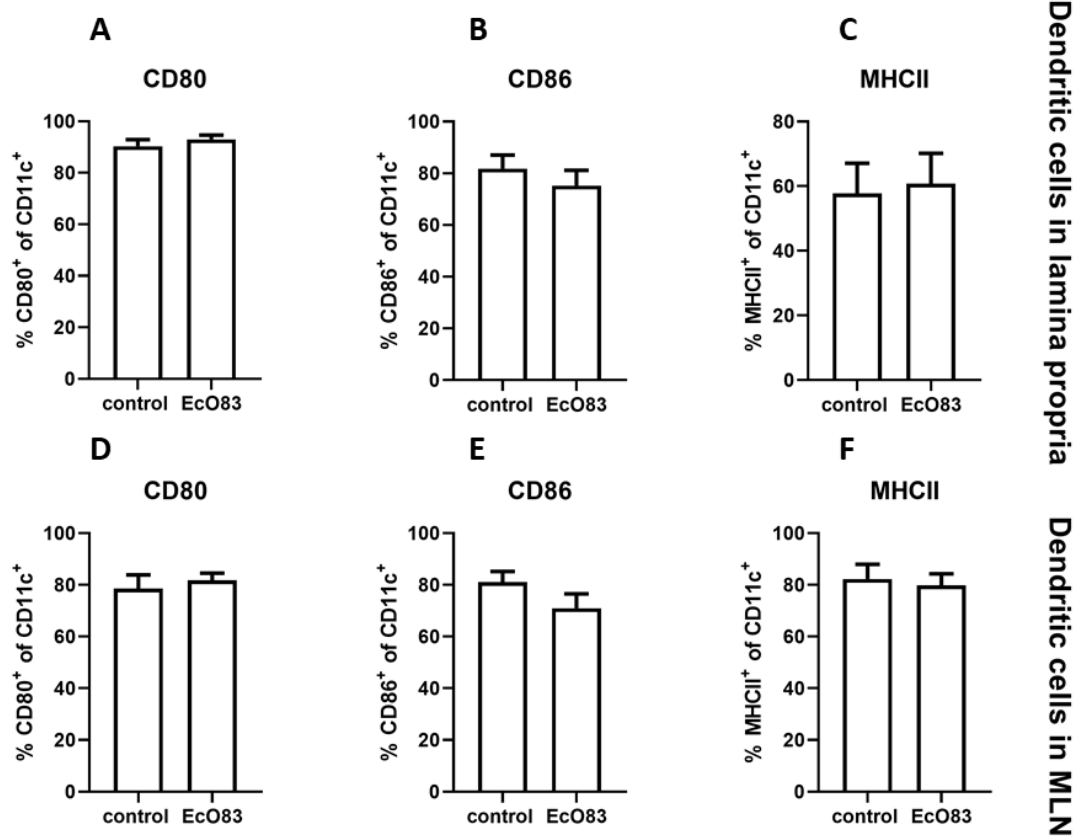 A
B
C
CD80
CD86
MHCII
% CD80⁺ of CD11c⁺
100
80
60
40
20
0
control EcO83
% CD86⁺ of CD11c⁺
100
80
60
40
20
0
control EcO83
% MHCII⁺ of CD11c⁺
80
60
40
20
0
control EcO83
Dendritic cells in lamina propria
D
E
F
CD80
CD86
MHCII
% CD80⁺ of CD11c⁺
100
80
60
40
20
0
control EcO83
% CD86⁺ of CD11c⁺
100
80
60
40
20
0
control EcO83
% MHCII⁺ of CD11c⁺
100
80
60
40
20
0
control EcO83
Dendritic cells in MLN